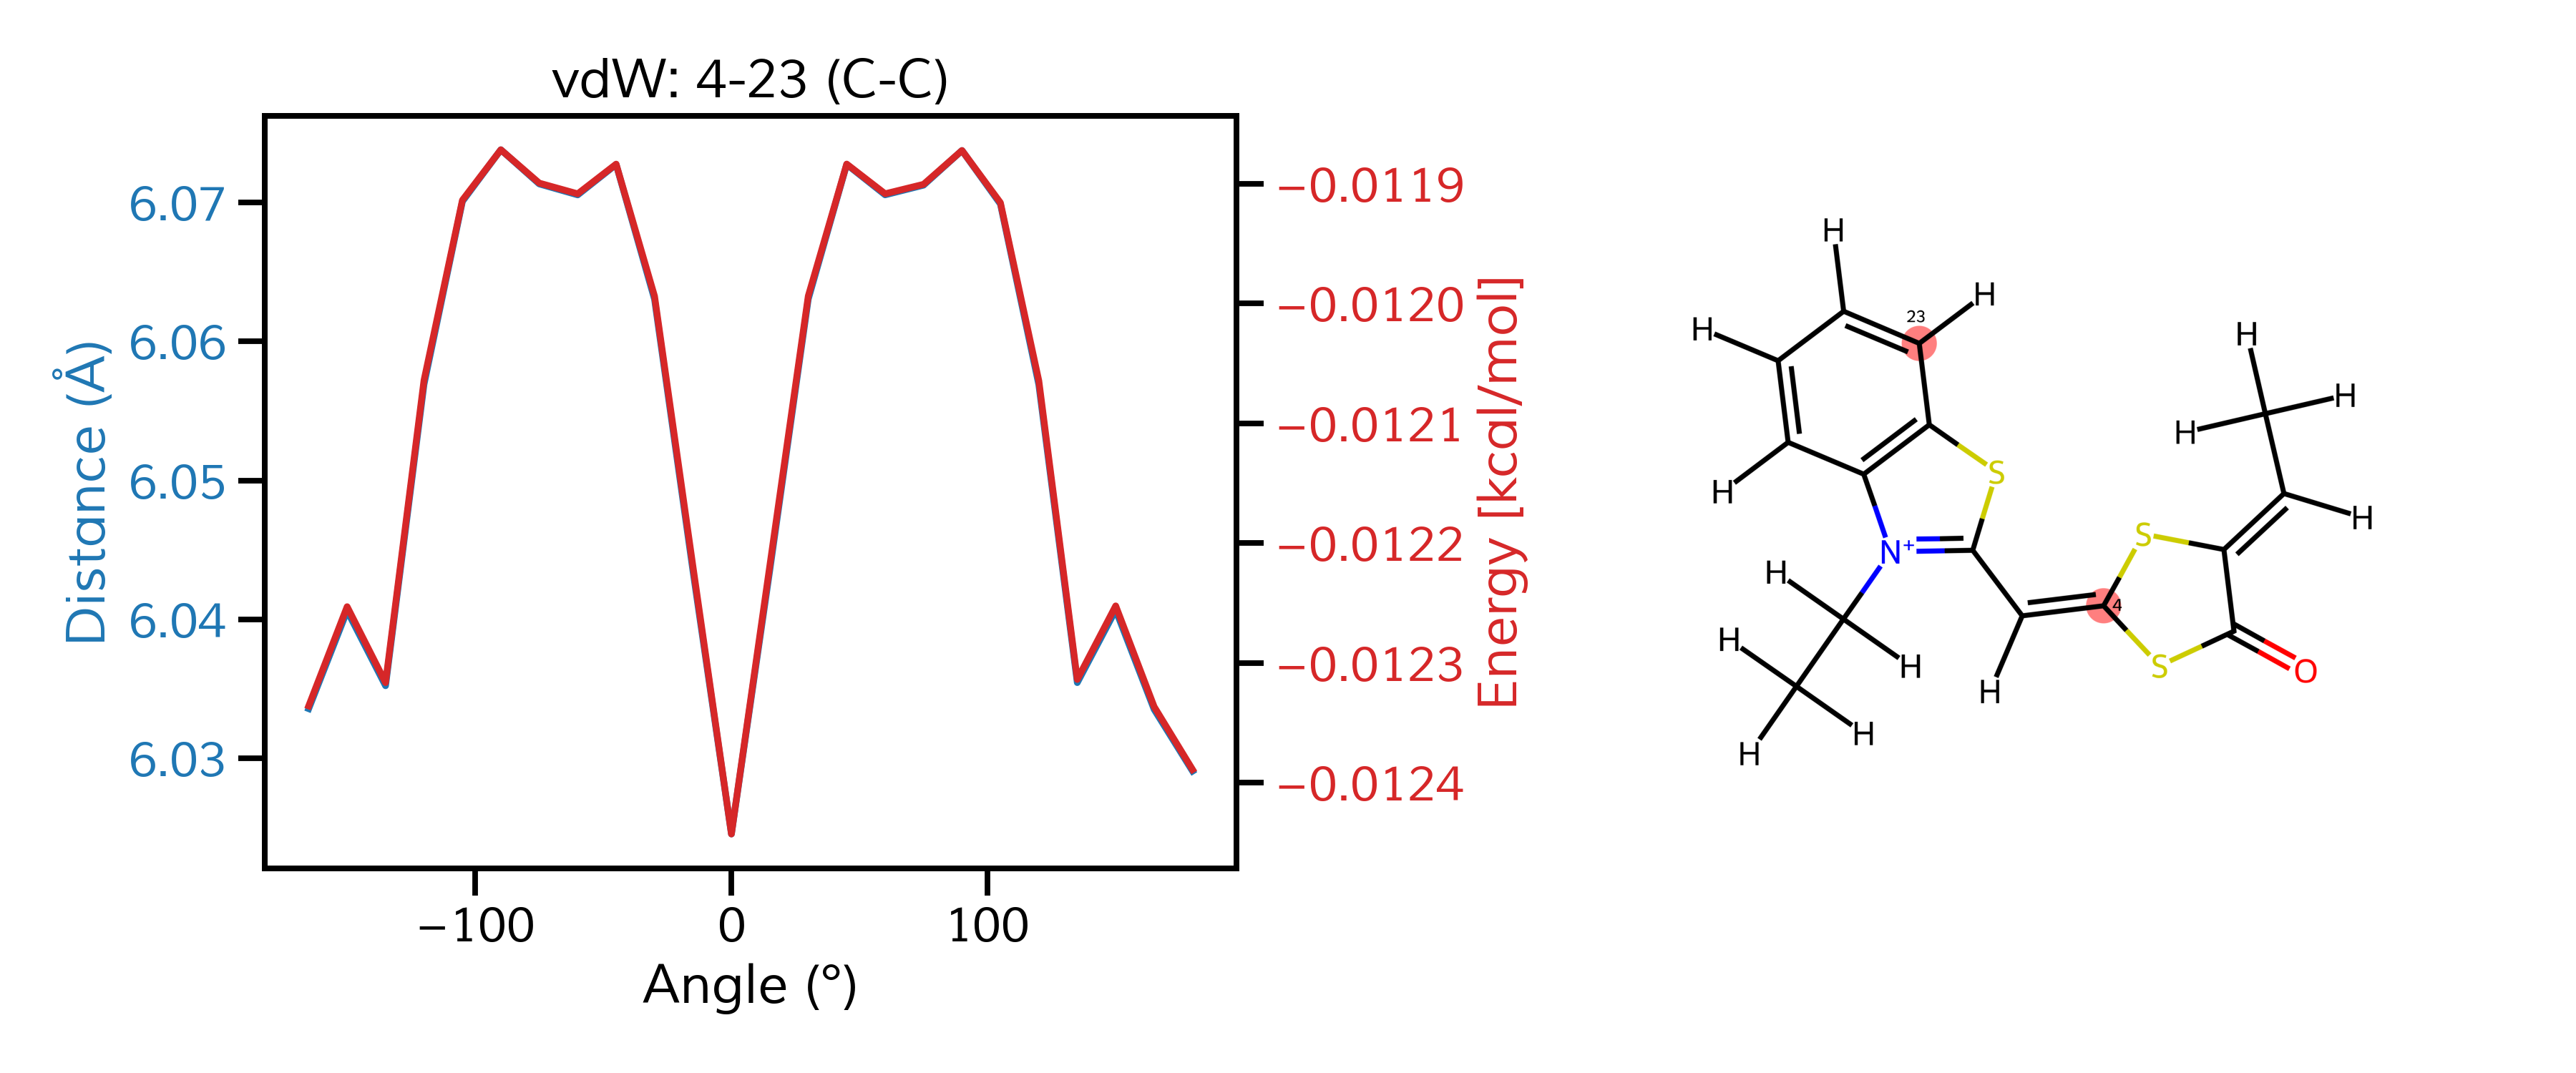 vdW: 4-23 (C-C)
6.07
6.06
6.05
6.04
6.03
Distance (Å)
−0.0119
−0.0120
−0.0121
−0.0122
−0.0123
−0.0124
Energy [kcal/mol]
−100 0 100
Angle (°)
H
H
H
23
H
H
H
H
S
H
H
S
N+
H
4
H
H
S
O
H
H
H